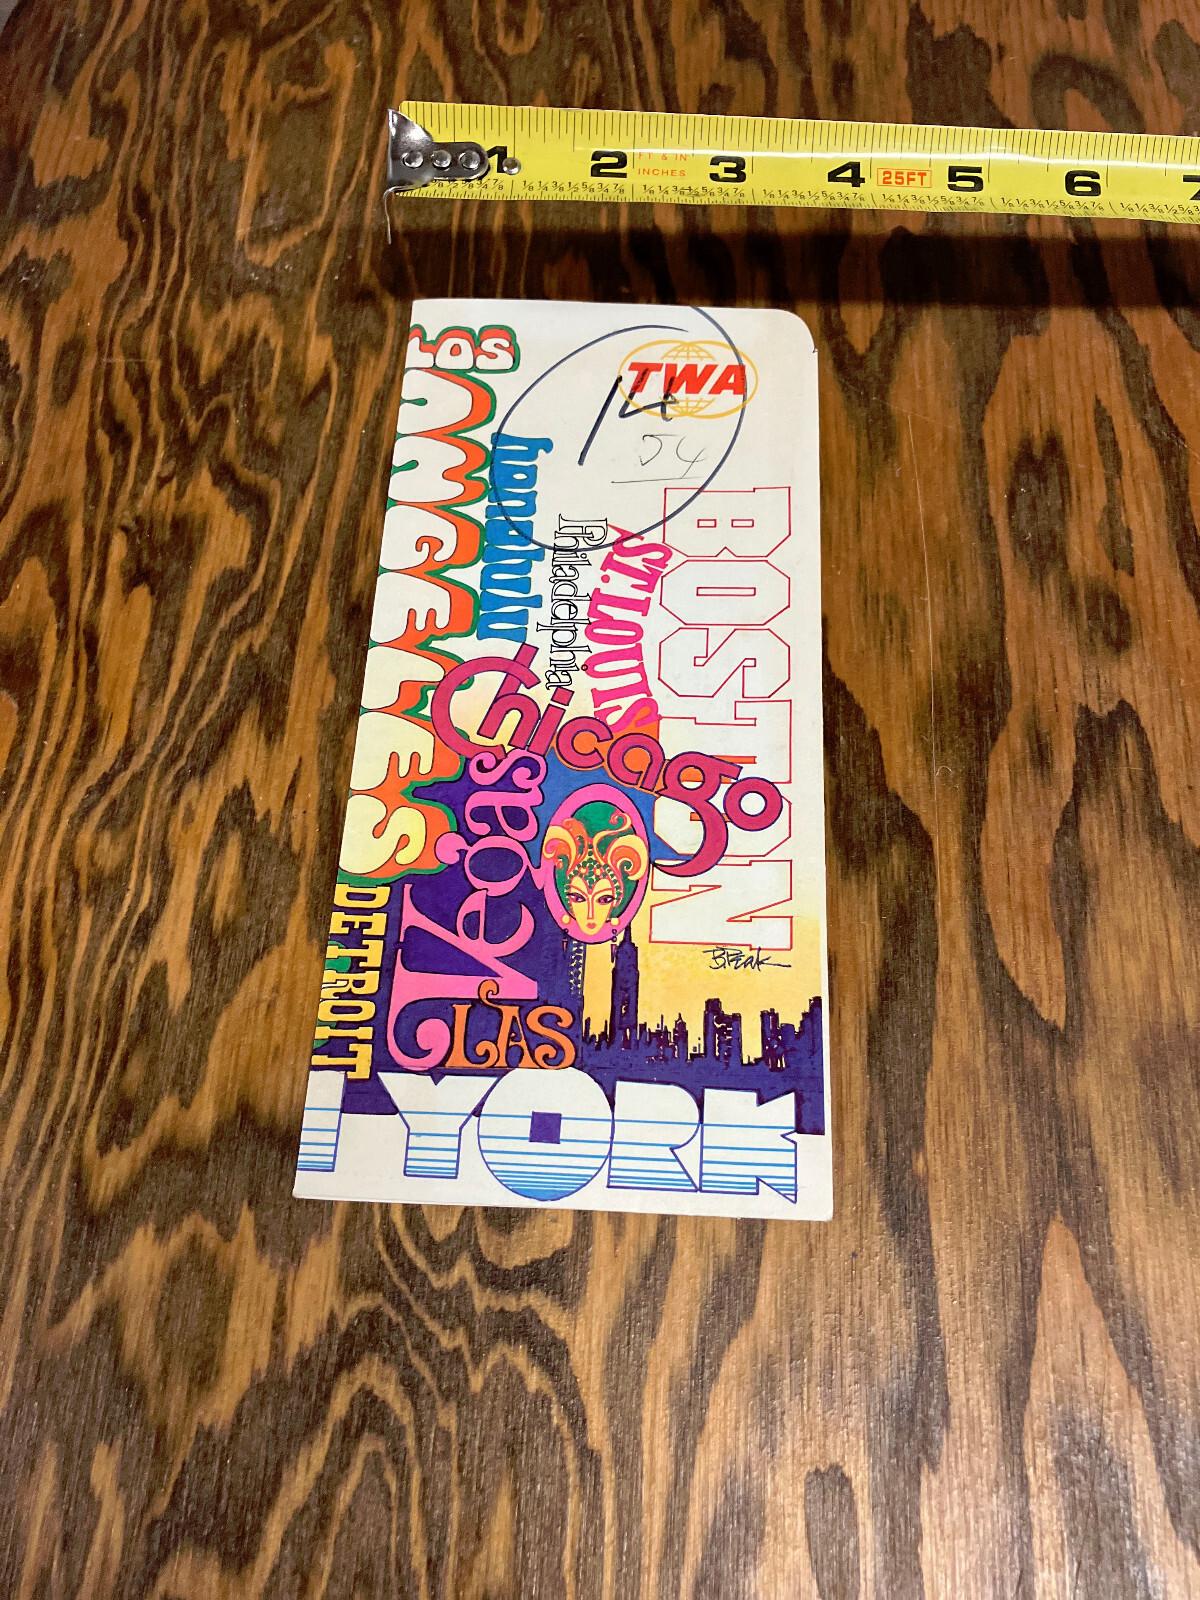 1 2 3 4 5 6 7
FT & IN
INCHES
25FT
TWA
14
54
LOS
honolulu
Philadelphia
ST. LOUIS
BOSTON
Chicago
Vegas
LAS
DETROIT
B. Peak
YORK